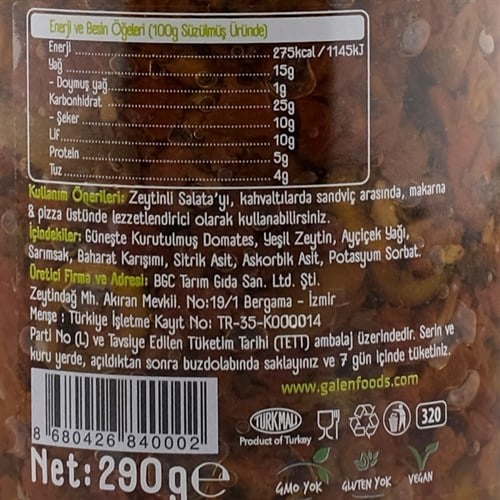 Enerji ve Besin Öğeleri (100g Süzülmüş Üründe)
Enerji ........ 275kcal/1145kJ
Yağ ........ 15g
- Doymuş yağ ........ 1g
Karbonhidrat ........ 25g
- Şeker ........ 10g
Lif ........ 10g
Protein ........ 5g
Tuz ........ 4g
Kullanım Önerileri: Zeytinli Salata'yı, kahvaltılarda sandviç arasında, makarna
& pizza üstünde lezzetlendirici olarak kullanabilirsiniz.
İçindekiler: Güneşte Kurutulmuş Domates, Yeşil Zeytin, Ayçiçek Yağı,
Sarımsak, Baharat Karışımı, Sitrik Asit, Askorbik Asit, Potasyum Sorbat.
Üretici Firma ve Adresi: BGC Tarım Gıda San. Ltd. Şti.
Zeytindağ Mh. Akıran Mevkii. No:19/1 Bergama - İzmir
Menşe : Türkiye İşletme Kayıt No: TR-35-K000014
Parti No (L) ve Tavsiye Edilen Tüketim Tarihi (TETT) ambalaj üzerindedir. Serin ve
kuru yerde, açıldıktan sonra buzdolabında saklayınız ve 7 gün içinde tüketiniz.
www.galenfoods.com
8 680426 840002
TÜRKMALI
Product of Turkey
320
Net: 290 g e
GMO YOK
GLUTEN YOK
VEGAN